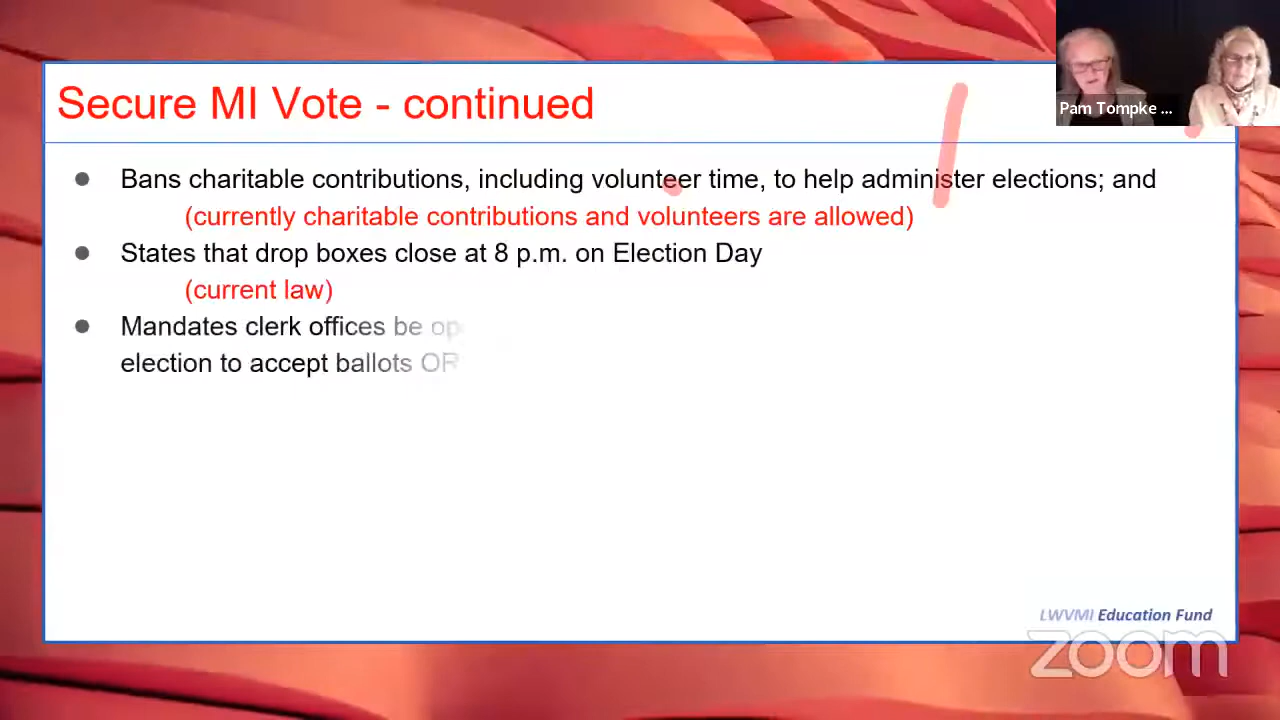 Secure MI Vote - continued
Pam Tompke ...
● Bans charitable contributions, including volunteer time, to help administer elections; and
(currently charitable contributions and volunteers are allowed)
● States that drop boxes close at 8 p.m. on Election Day
(current law)
● Mandates clerk offices be
election to accept ballots OR
LWVMI Education Fund
zoom